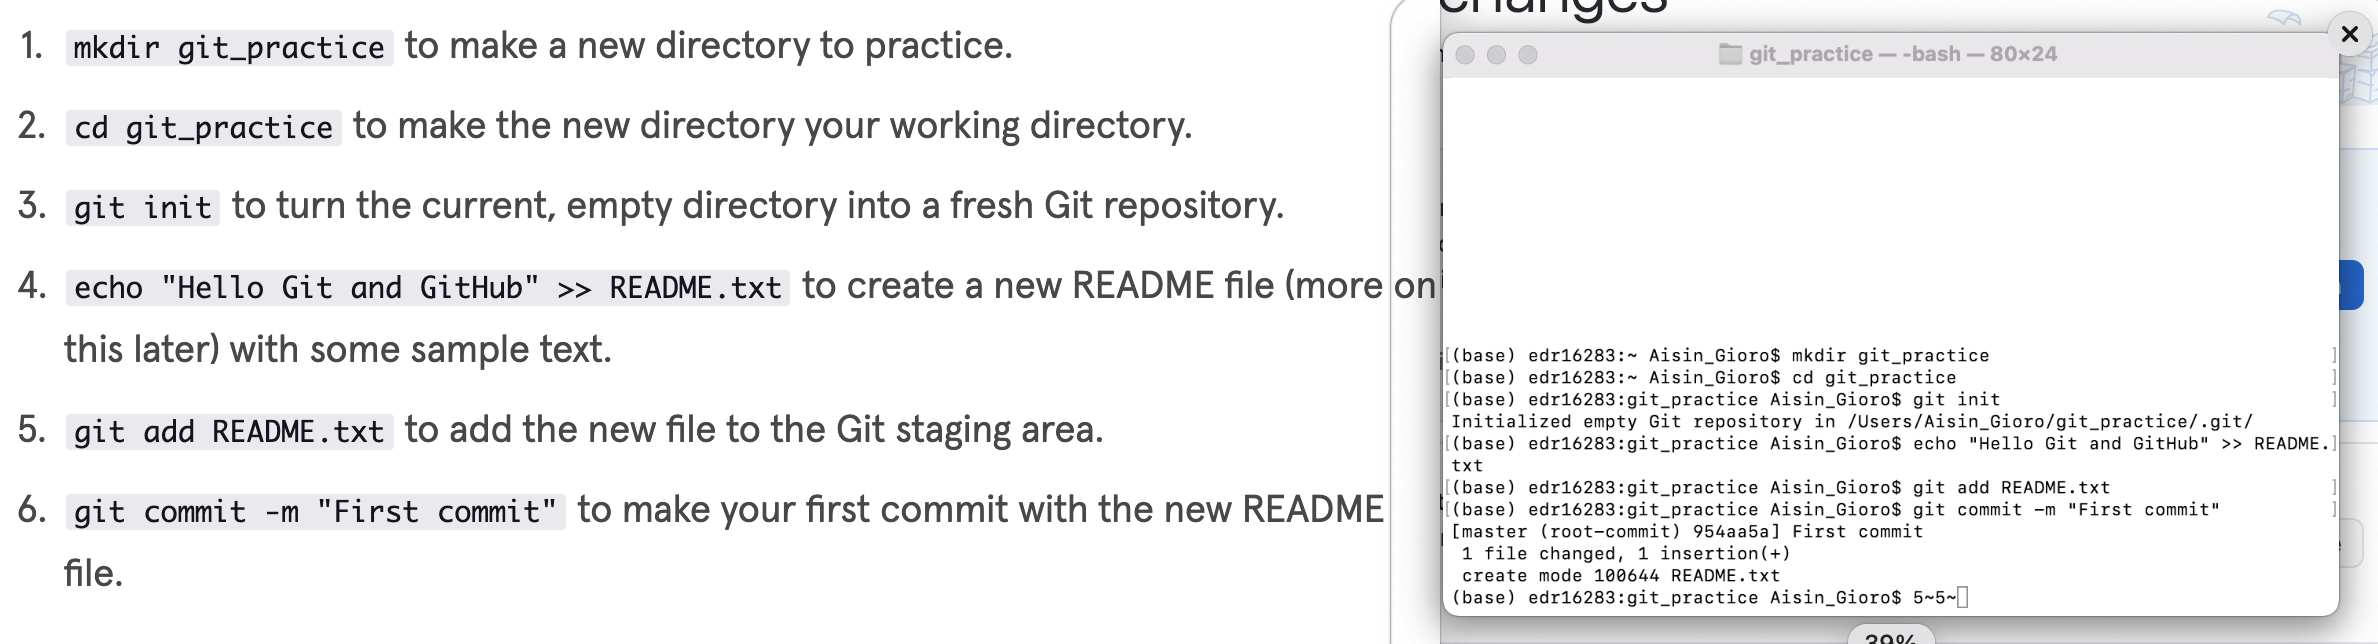 1. mkdir git_practice to make a new directory to practice.
2. cd git_practice to make the new directory your working directory.
3. git init to turn the current, empty directory into a fresh Git repository.
4. echo "Hello Git and GitHub" >> README.txt to create a new README file (more on
this later) with some sample text.
5. git add README.txt to add the new file to the Git staging area.
6. git commit -m "First commit" to make your first commit with the new README
file.
changes
git_practice — -bash — 80×24
[(base) edr16283:~ Aisin_Gioro$ mkdir git_practice ]
[(base) edr16283:~ Aisin_Gioro$ cd git_practice ]
[(base) edr16283:git_practice Aisin_Gioro$ git init ]
Initialized empty Git repository in /Users/Aisin_Gioro/git_practice/.git/
[(base) edr16283:git_practice Aisin_Gioro$ echo "Hello Git and GitHub" >> README.]
txt
[(base) edr16283:git_practice Aisin_Gioro$ git add README.txt ]
[(base) edr16283:git_practice Aisin_Gioro$ git commit -m "First commit" ]
[master (root-commit) 954aa5a] First commit
1 file changed, 1 insertion(+)
create mode 100644 README.txt
(base) edr16283:git_practice Aisin_Gioro$ 5~5~
39%